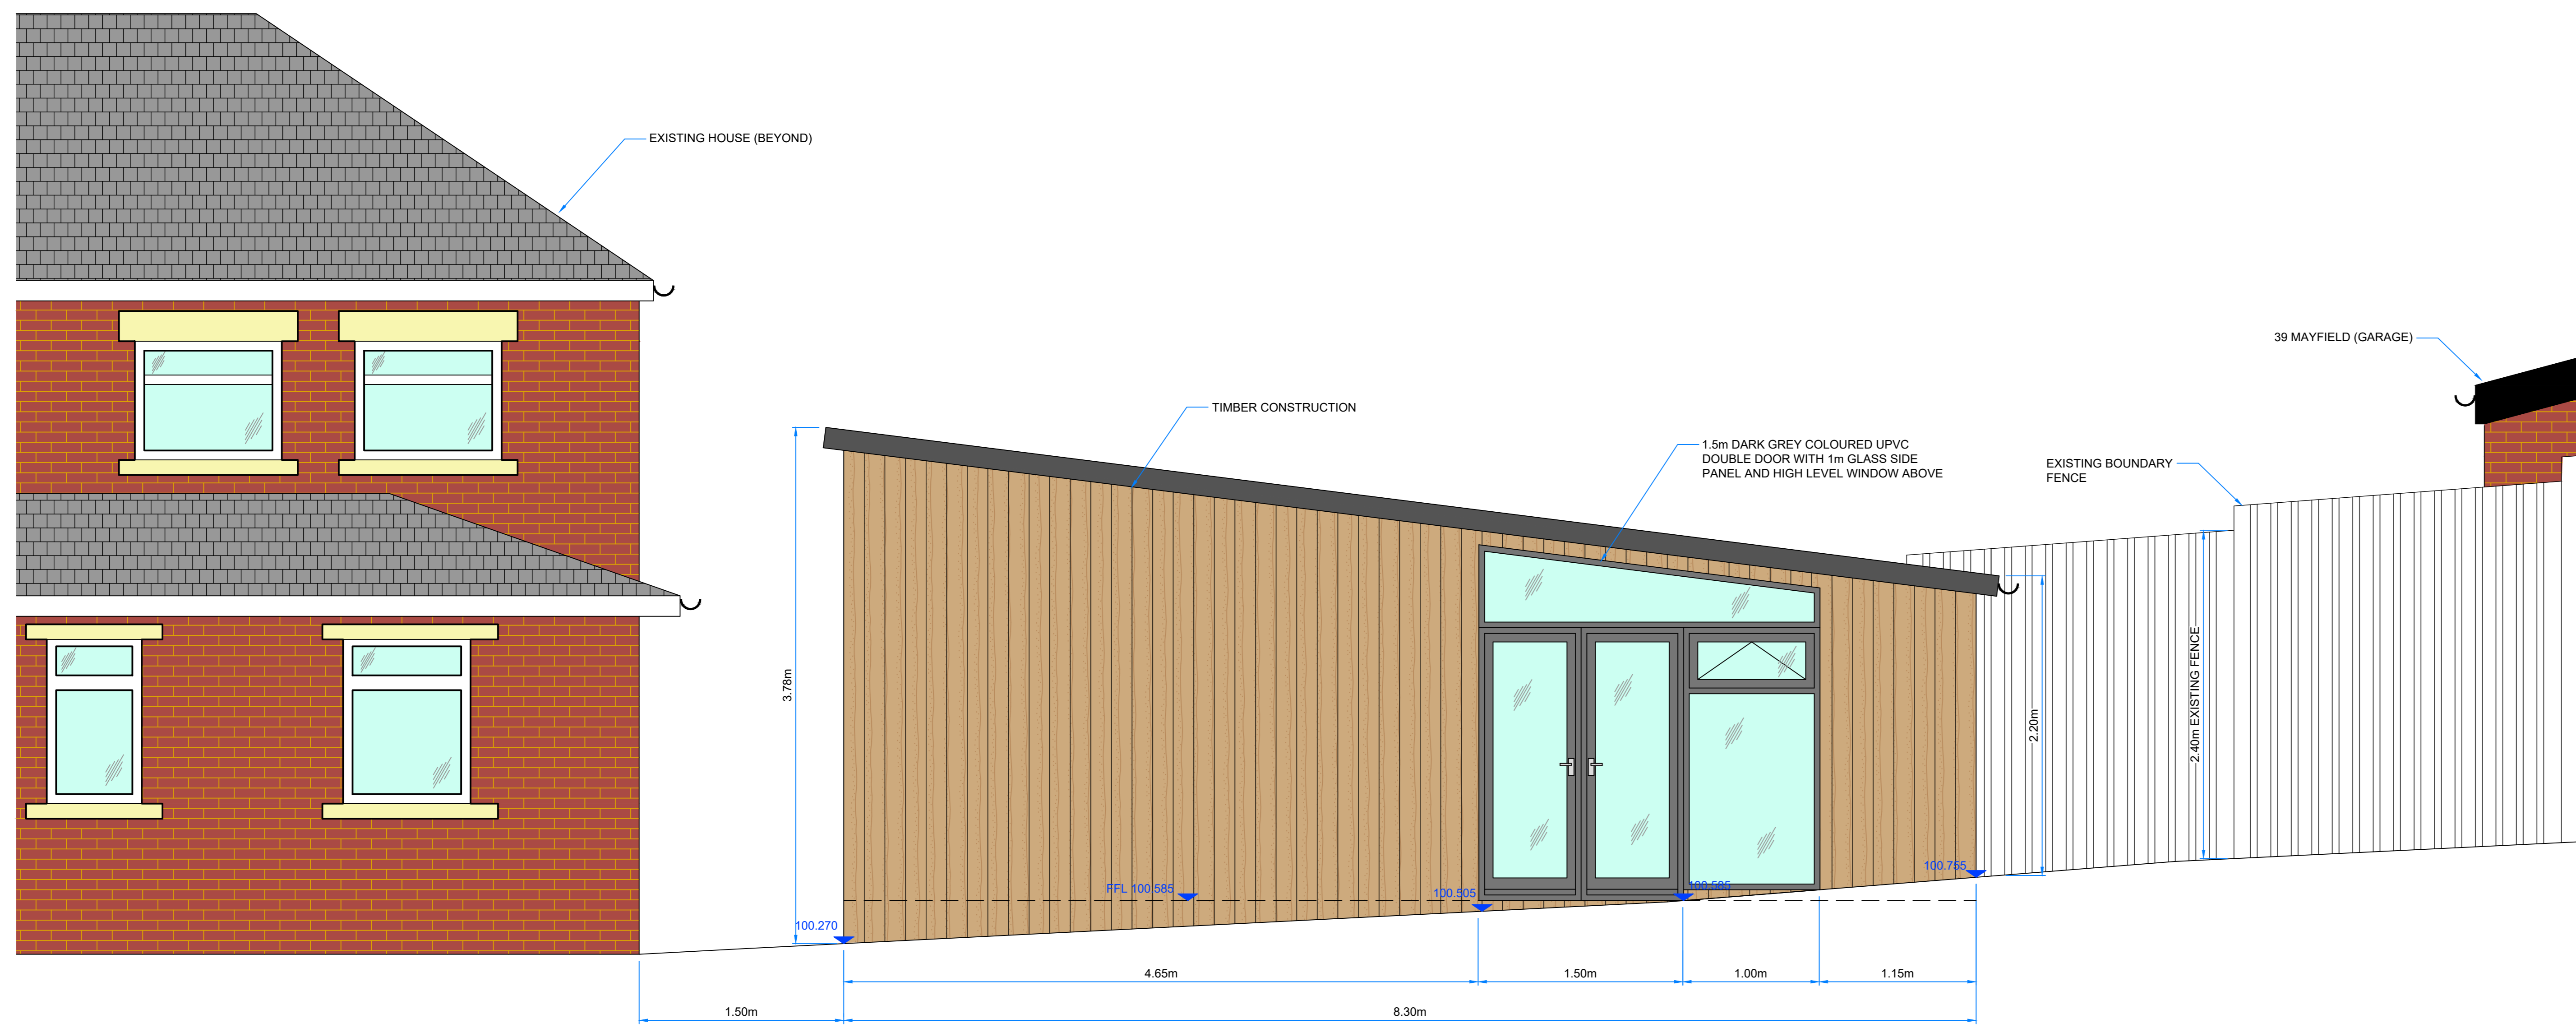 EXISTING HOUSE (BEYOND)
39 MAYFIELD (GARAGE)
TIMBER CONSTRUCTION
1.5m DARK GREY COLOURED UPVC
DOUBLE DOOR WITH 1m GLASS SIDE
PANEL AND HIGH LEVEL WINDOW ABOVE
EXISTING BOUNDARY
FENCE
3.78m
2.20m
2.40m EXISTING FENCE
100.270
FFL 100.585
100.505
100.585
100.755
4.65m
1.50m
1.00m
1.15m
1.50m
8.30m